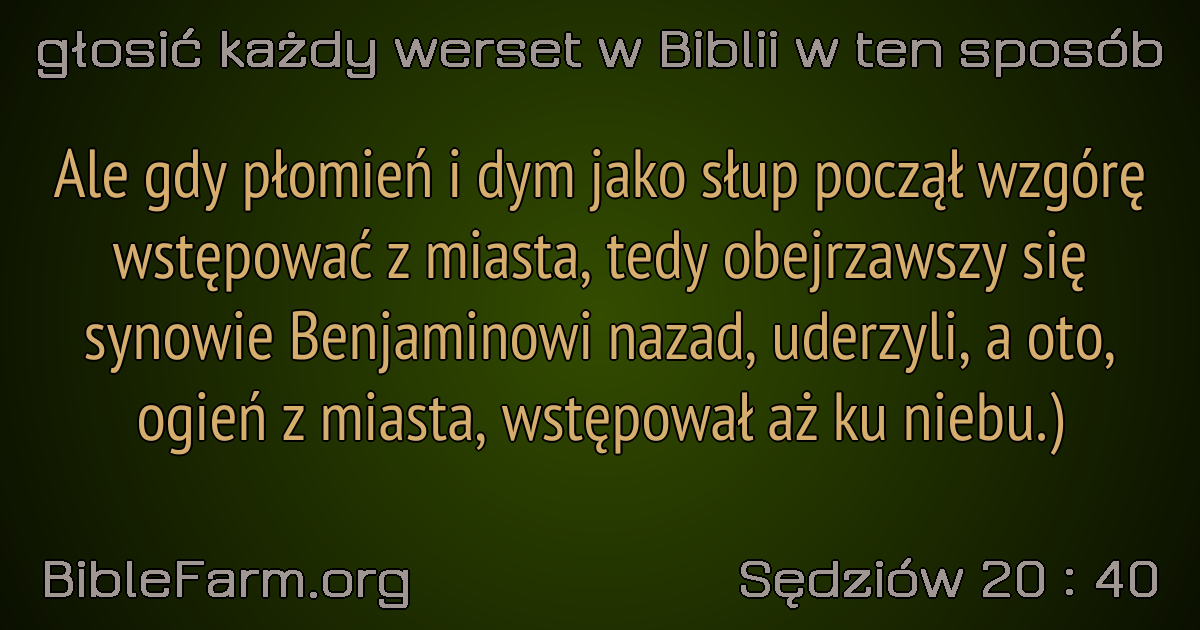 głosić każdy werset w Biblii w ten sposób
Ale gdy płomień i dym jako słup począł wzgórę
wstępować z miasta, tedy obejrzawszy się
synowie Benjaminowi nazad, uderzyli, a oto,
ogień z miasta, wstępował aż ku niebu.)
BibleFarm.org
Sędziów 20 : 40